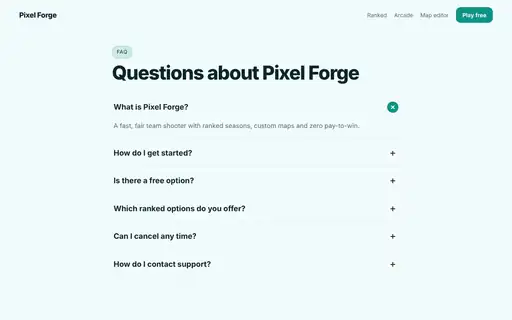 Pixel Forge
Ranked Arcade Map editor Play free
FAQ
Questions about Pixel Forge
What is Pixel Forge?
A fast, fair team shooter with ranked seasons, custom maps and zero pay-to-win.
How do I get started?
Is there a free option?
Which ranked options do you offer?
Can I cancel any time?
How do I contact support?